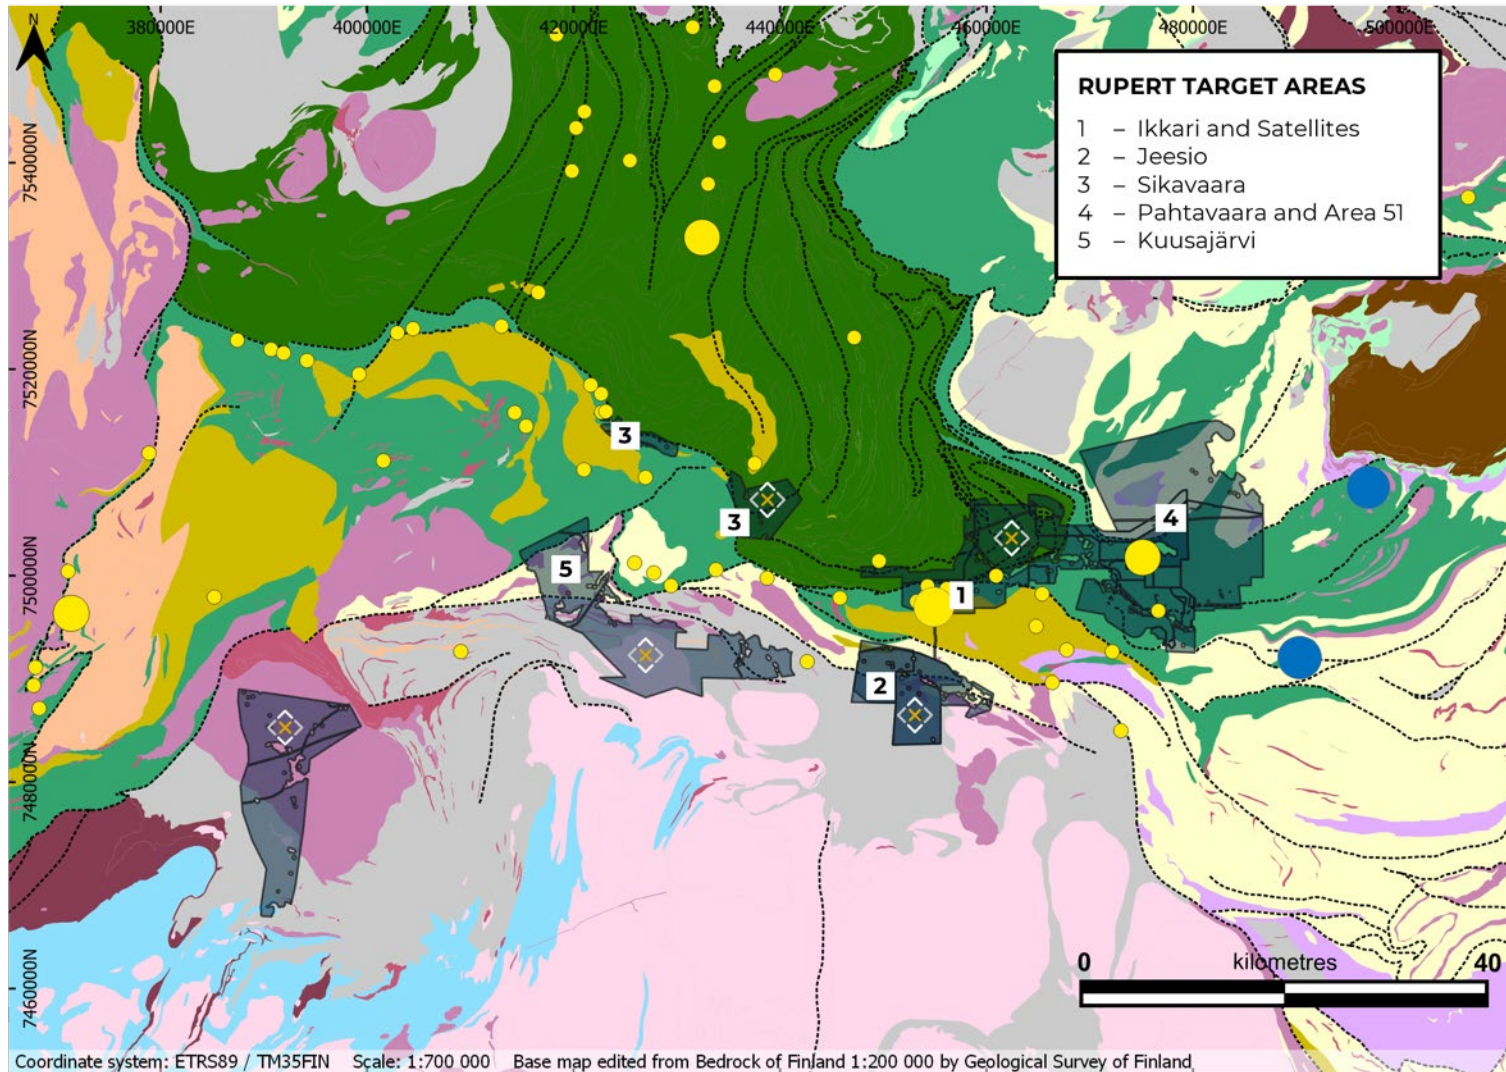 N
380000E
400000E
420000E
440000E
460000E
480000E
500000E
7540000N
7520000N
7500000N
7480000N
7460000N
RUPERT TARGET AREAS
1 – Ikkari and Satellites
2 – Jeesio
3 – Sikavaara
4 – Pahtavaara and Area 51
5 – Kuusajärvi
3
3
4
5
1
2
0 kilometres 40
Coordinate system: ETRS89 / TM35FIN Scale: 1:700 000 Base map edited from Bedrock of Finland 1:200 000 by Geological Survey of Finland